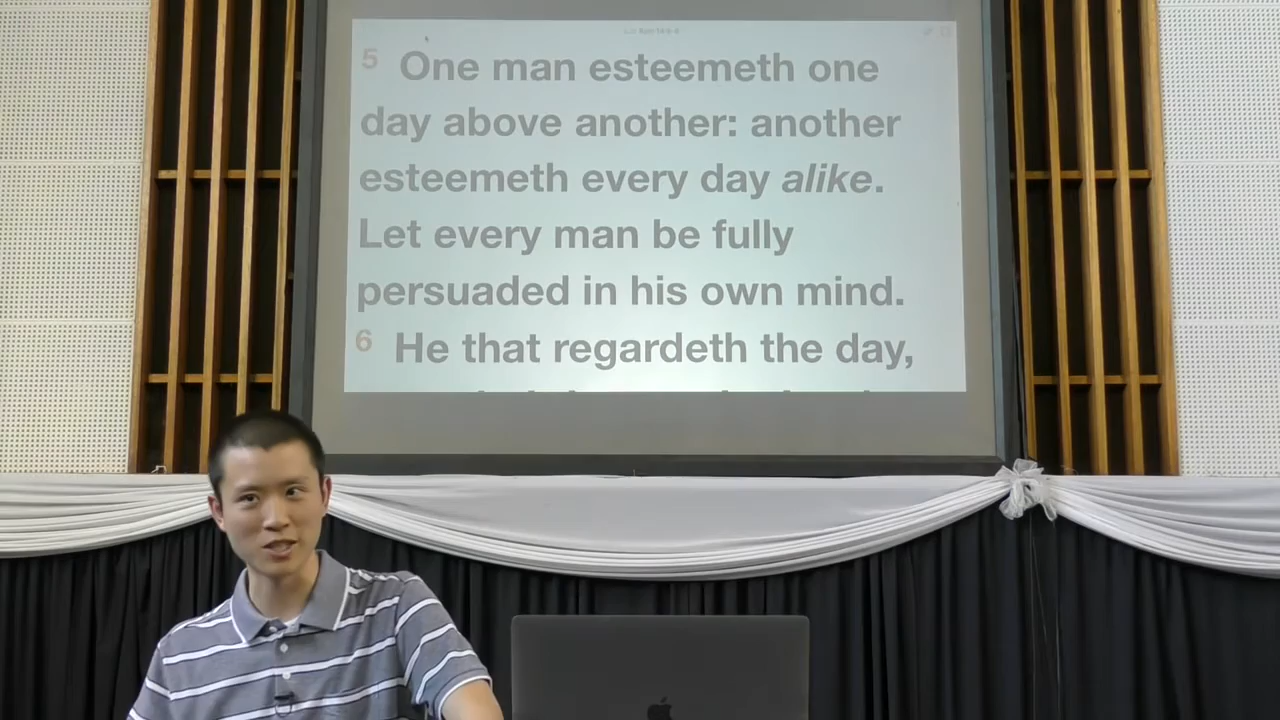 5 One man esteemeth one
day above another: another
esteemeth every day alike.
Let every man be fully
persuaded in his own mind.
6 He that regardeth the day,